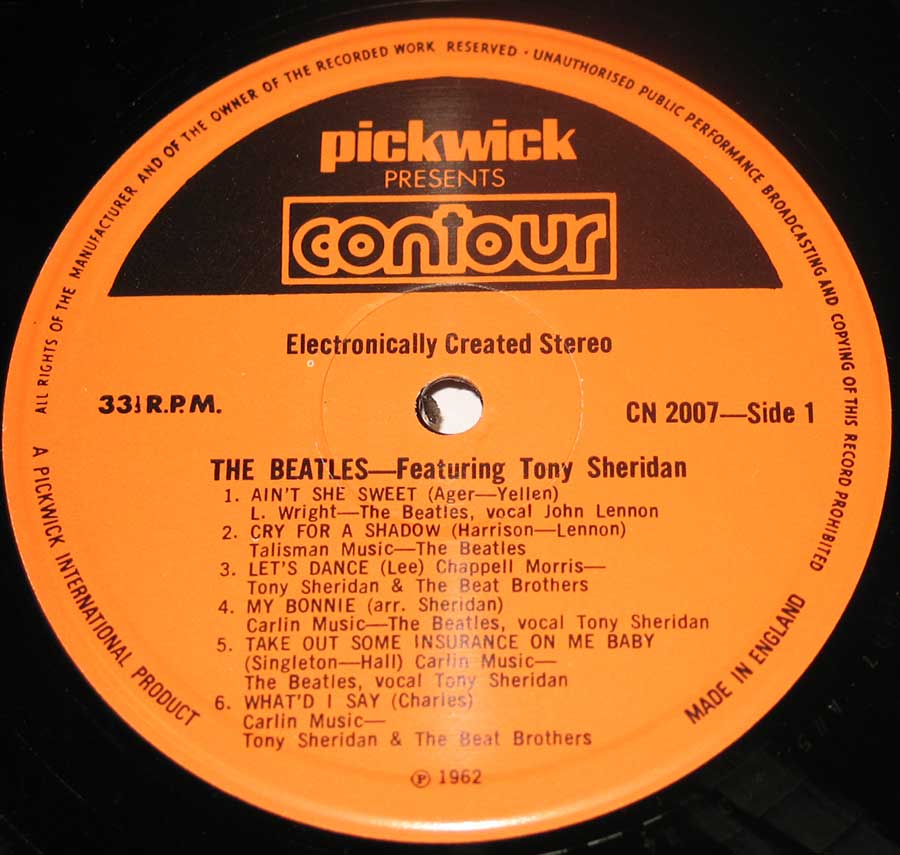 ALL RIGHTS OF THE MANUFACTURER AND OF THE OWNER OF THE RECORDED WORK RESERVED · UNAUTHORISED PUBLIC PERFORMANCE BROADCASTING AND COPYING OF THIS RECORD PROHIBITED
pickwick
PRESENTS
contour
Electronically Created Stereo
33⅓ R.P.M.
CN 2007—Side 1
THE BEATLES—Featuring Tony Sheridan
1. AIN'T SHE SWEET (Ager—Yellen)
L. Wright—The Beatles, vocal John Lennon
2. CRY FOR A SHADOW (Harrison—Lennon)
Talisman Music—The Beatles
3. LET'S DANCE (Lee) Chappell Morris—
Tony Sheridan & The Beat Brothers
4. MY BONNIE (arr. Sheridan)
Carlin Music—The Beatles, vocal Tony Sheridan
5. TAKE OUT SOME INSURANCE ON ME BABY
(Singleton—Hall) Carlin Music—
The Beatles, vocal Tony Sheridan
6. WHAT'D I SAY (Charles)
Carlin Music—
Tony Sheridan & The Beat Brothers
℗ 1962
A PICKWICK INTERNATIONAL PRODUCT
MADE IN ENGLAND